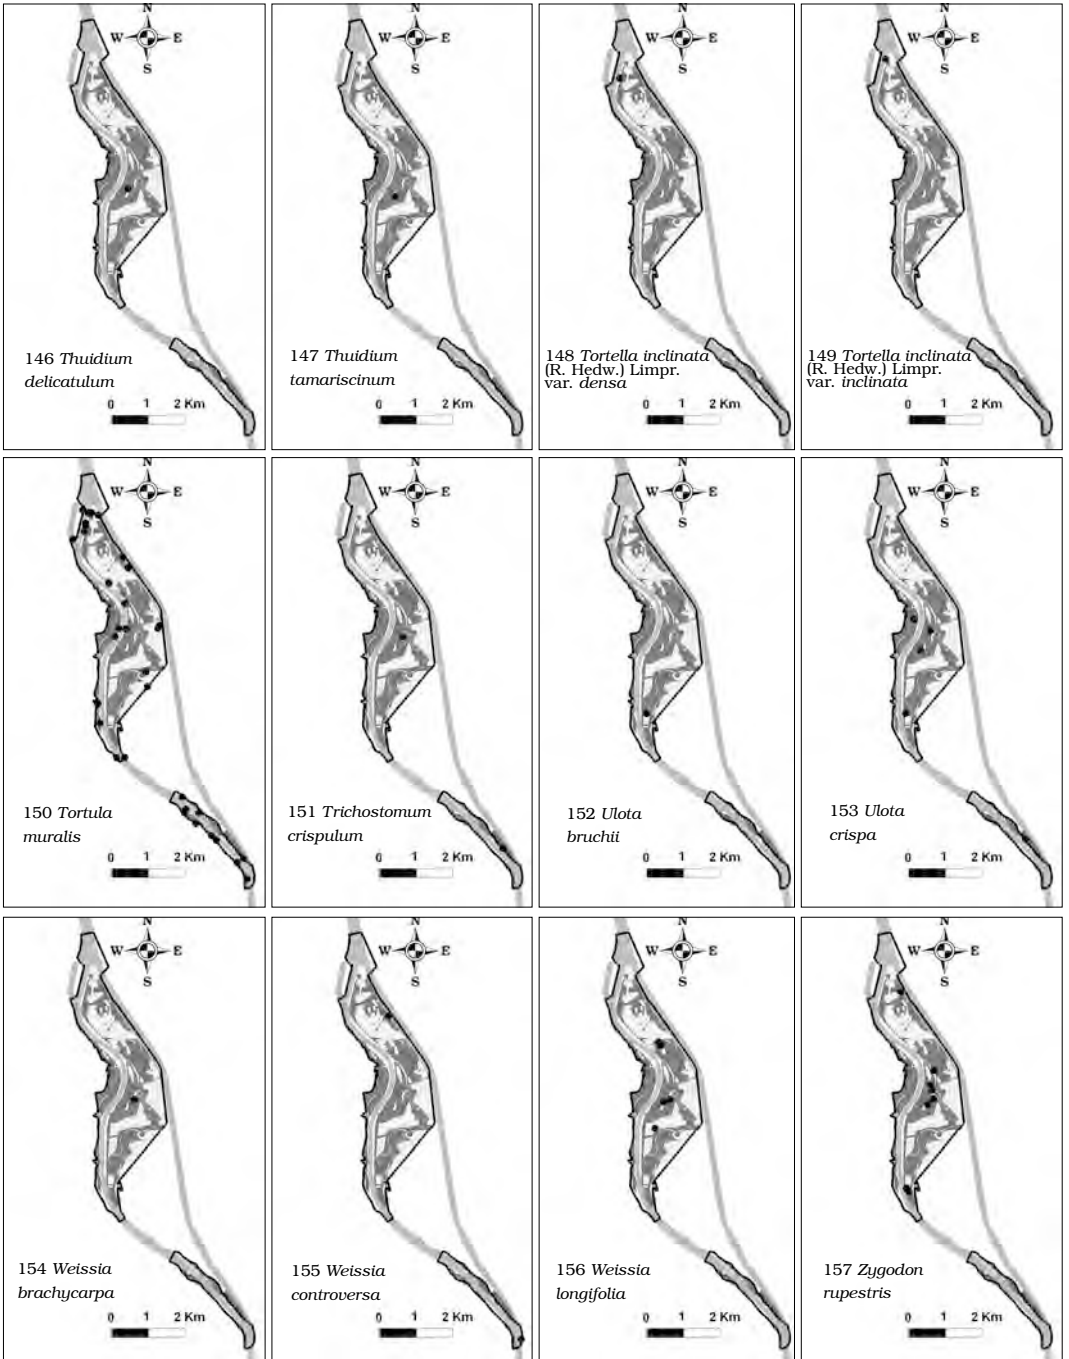 N
W E
S
146 Thuidium
delicatulum
0 1 2 Km
N
W E
S
147 Thuidium
tamariscinum
0 1 2 Km
N
W E
S
148 Tortella inclinata
(R. Hedw.) Limpr.
var. densa
0 1 2 Km
N
W E
S
149 Tortella inclinata
(R. Hedw.) Limpr.
var. inclinata
0 1 2 Km
N
W E
S
150 Tortula
muralis
0 1 2 Km
N
W E
S
151 Trichostomum
crispulum
0 1 2 Km
N
W E
S
152 Ulota
bruchii
0 1 2 Km
N
W E
S
153 Ulota
crispa
0 1 2 Km
N
W E
S
154 Weissia
brachycarpa
0 1 2 Km
N
W E
S
155 Weissia
controversa
0 1 2 Km
N
W E
S
156 Weissia
longifolia
0 1 2 Km
N
W E
S
157 Zygodon
rupestris
0 1 2 Km